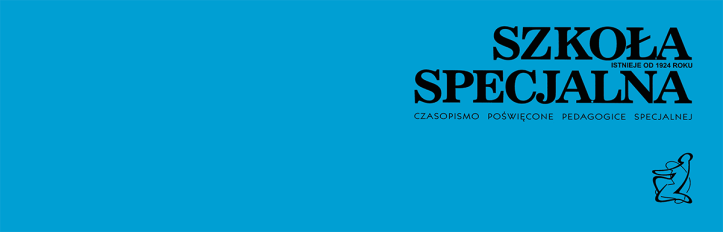 SZKOŁA
ISTNIEJE OD 1924 ROKU
SPECJALNA
CZASOPISMO POŚWIĘCONE PEDAGOGICE SPECJALNEJ